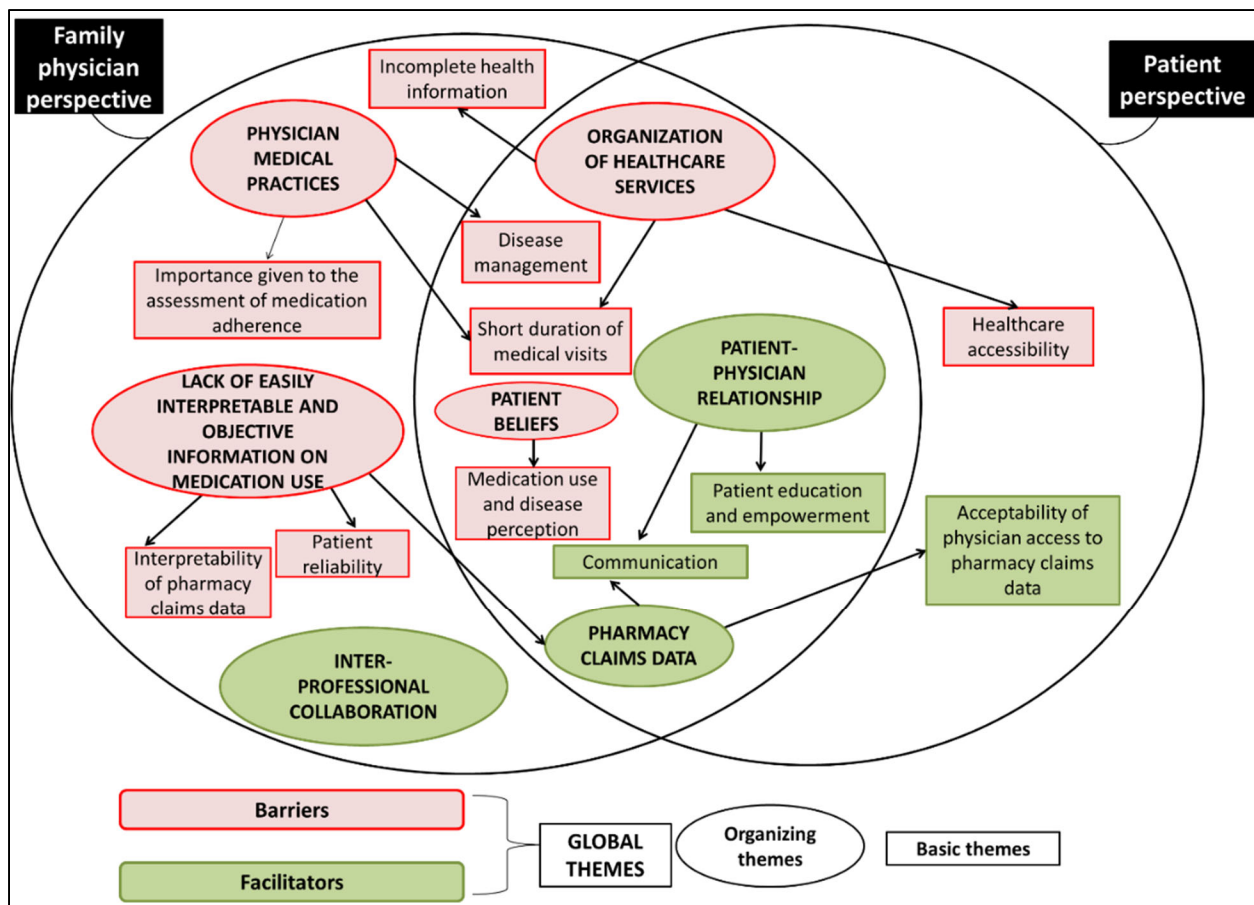 Family
physician
perspective
Patient
perspective
Incomplete health
information
PHYSICIAN
MEDICAL
PRACTICES
ORGANIZATION
OF HEALTHCARE
SERVICES
Disease
management
Importance given to the
assessment of medication
adherence
Short duration of
medical visits
Healthcare
accessibility
PATIENT-
PHYSICIAN
RELATIONSHIP
LACK OF EASILY
INTERPRETABLE AND
OBJECTIVE
INFORMATION ON
MEDICATION USE
PATIENT
BELIEFS
Medication use
and disease
perception
Patient education
and empowerment
Interpretability
of pharmacy
claims data
Patient
reliability
Communication
Acceptability of
physician access to
pharmacy claims
data
PHARMACY
CLAIMS DATA
INTER-
PROFESSIONAL
COLLABORATION
Barriers
Facilitators
GLOBAL
THEMES
Organizing
themes
Basic themes